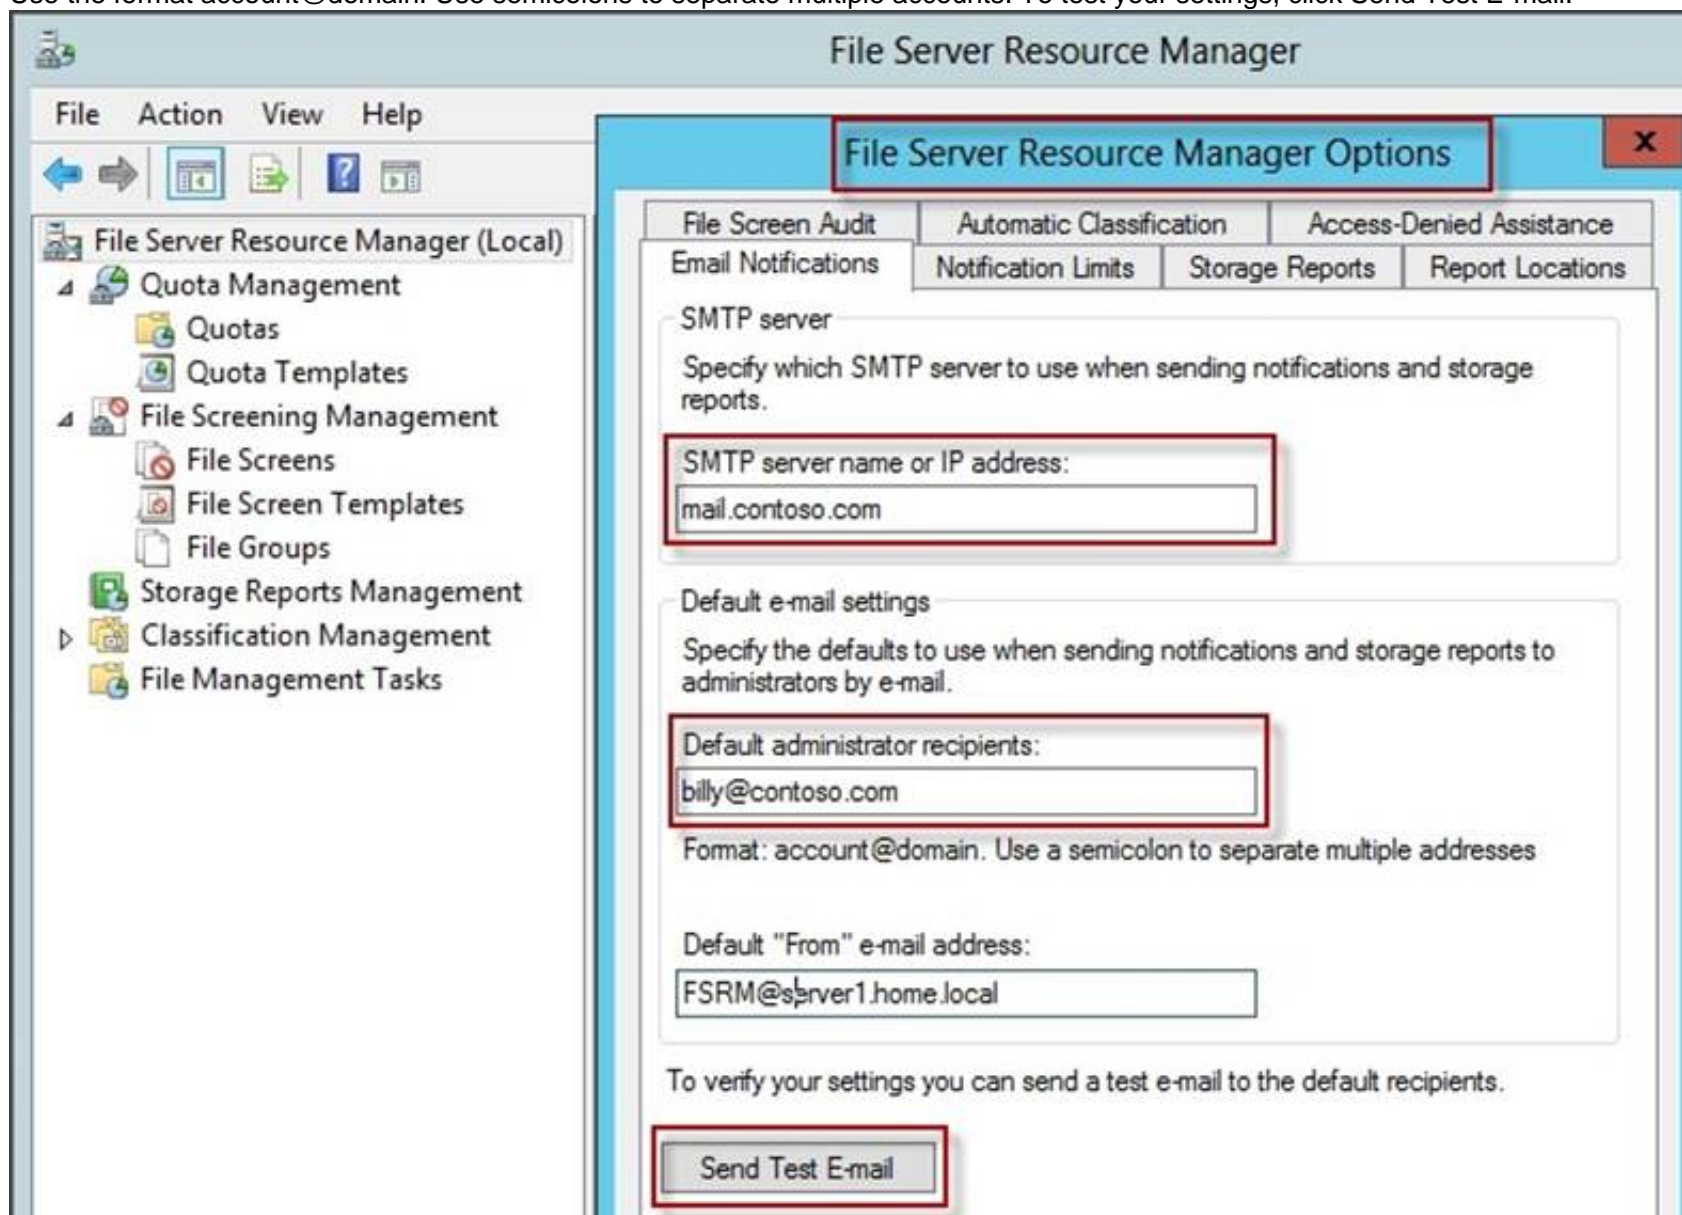 Use the format account@domain. Use semicolons to separate multiple accounts. To test your settings, click Send Test E-mail.
File Server Resource Manager
File Action View Help
File Server Resource Manager Options
x
File Server Resource Manager (Local)
Quota Management
Quotas
Quota Templates
File Screening Management
File Screens
File Screen Templates
File Groups
Storage Reports Management
Classification Management
File Management Tasks
File Screen Audit Automatic Classification Access-Denied Assistance
Email Notifications Notification Limits Storage Reports Report Locations
SMTP server
Specify which SMTP server to use when sending notifications and storage
reports.
SMTP server name or IP address:
mail.contoso.com
Default e-mail settings
Specify the defaults to use when sending notifications and storage reports to
administrators by e-mail.
Default administrator recipients:
billy@contoso.com
Format: account@domain. Use a semicolon to separate multiple addresses
Default "From" e-mail address:
FSRM@server1.home.local
To verify your settings you can send a test e-mail to the default recipients.
Send Test E-mail